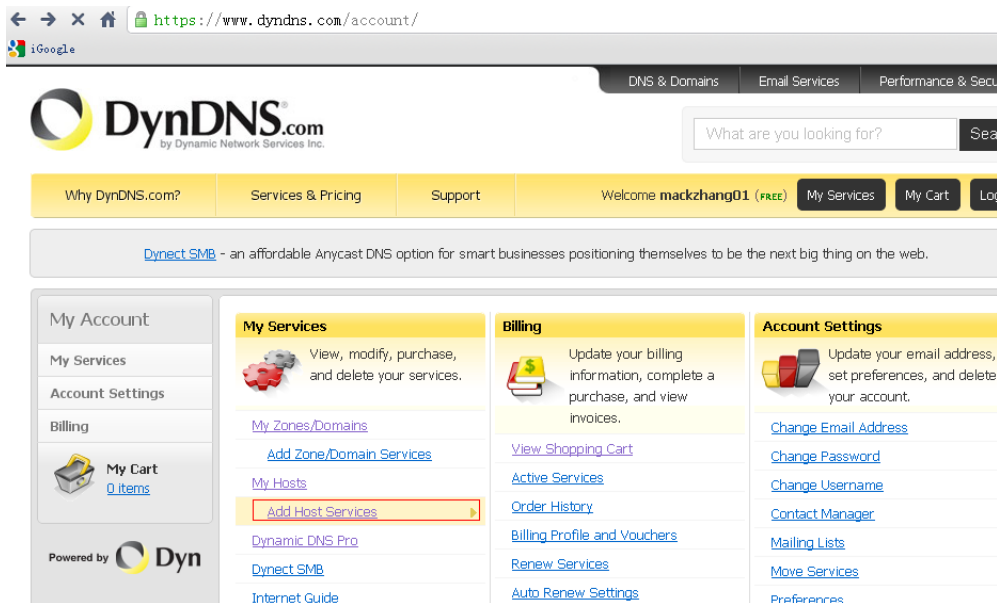 https://www.dyndns.com/account/
iGoogle
DNS & Domains Email Services Performance &
DynDNS.com
by Dynamic Network Services Inc.
What are you looking for?
Why DynDNS.com? Services & Pricing Support Welcome mackzhang01 (FREE) My Services My Cart
Dynect SMB - an affordable Anycast DNS option for smart businesses positioning themselves to be the next big thing on the web.
My Account
My Services
Account Settings
Billing
My Cart
0 items
Powered by Dyn
My Services
View, modify, purchase,
and delete your services.
My Zones/Domains
Add Zone/Domain Services
My Hosts
Add Host Services
Dynamic DNS Pro
Dynect SMB
Internet Guide
Billing
Update your billing
information, complete a
purchase, and view
invoices.
View Shopping Cart
Active Services
Order History
Billing Profile and Vouchers
Renew Services
Auto Renew Settings
Account Settings
Update your email address,
set preferences, and delete
your account.
Change Email Address
Change Password
Change Username
Contact Manager
Mailing Lists
Move Services
Preferences